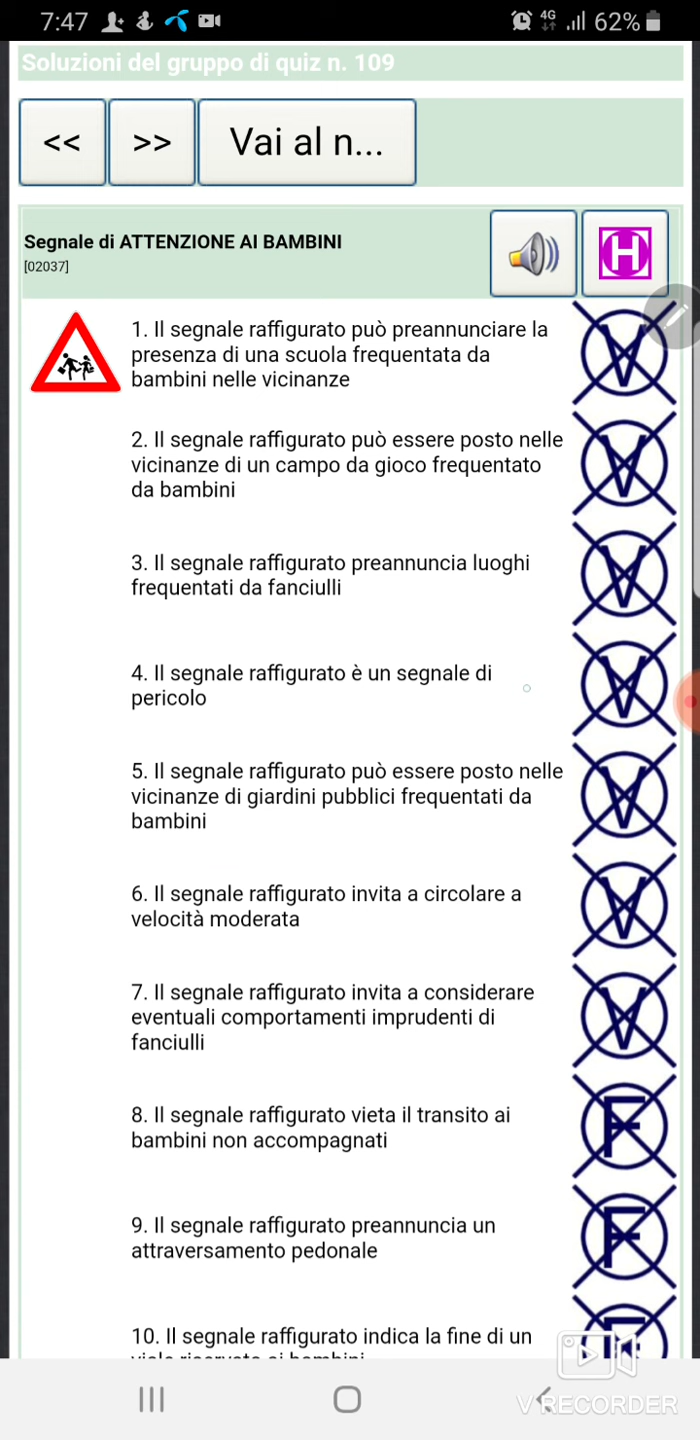 7:47
4G
62%
Soluzioni del gruppo di quiz n. 109
<<
>>
Vai al n...
Segnale di ATTENZIONE AI BAMBINI
[02037]
H
1. Il segnale raffigurato può preannunciare la
presenza di una scuola frequentata da
bambini nelle vicinanze
V
2. Il segnale raffigurato può essere posto nelle
vicinanze di un campo da gioco frequentato
da bambini
V
3. Il segnale raffigurato preannuncia luoghi
frequentati da fanciulli
V
4. Il segnale raffigurato è un segnale di
pericolo
V
5. Il segnale raffigurato può essere posto nelle
vicinanze di giardini pubblici frequentati da
bambini
V
6. Il segnale raffigurato invita a circolare a
velocità moderata
V
7. Il segnale raffigurato invita a considerare
eventuali comportamenti imprudenti di
fanciulli
V
8. Il segnale raffigurato vieta il transito ai
bambini non accompagnati
F
9. Il segnale raffigurato preannuncia un
attraversamento pedonale
F
10. Il segnale raffigurato indica la fine di un
F
V RECORDER